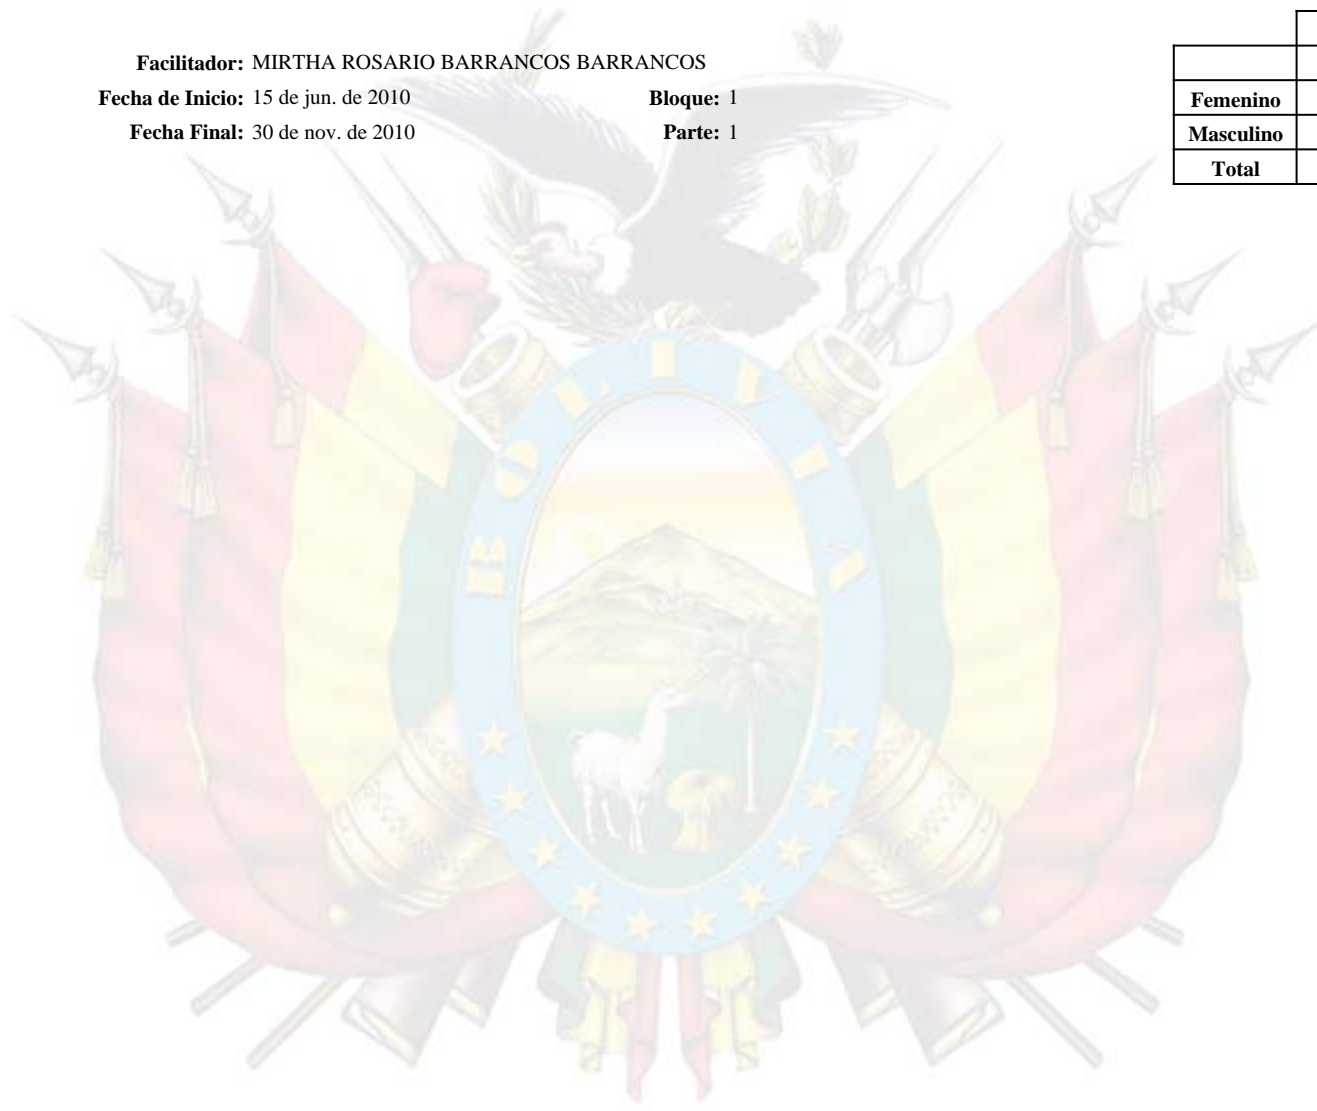 Facilitador: MIRTHA ROSARIO BARRANCOS BARRANCOS
Fecha de Inicio: 15 de jun. de 2010 Bloque: 1
Fecha Final: 30 de nov. de 2010 Parte: 1
Femenino
Masculino
Total
BOLIVIA